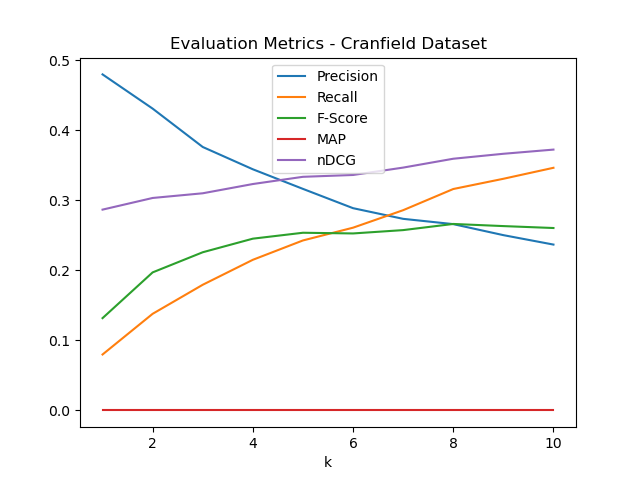 Evaluation Metrics - Cranfield Dataset
0.5
0.4
0.3
0.2
0.1
0.0
Precision
Recall
F-Score
MAP
nDCG
2 4 6 8 10
k